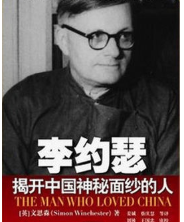 李约瑟
揭开中国神秘面纱的人
THE MAN WHO LOVED CHINA
[英]文思森(Simon Winchester) 著